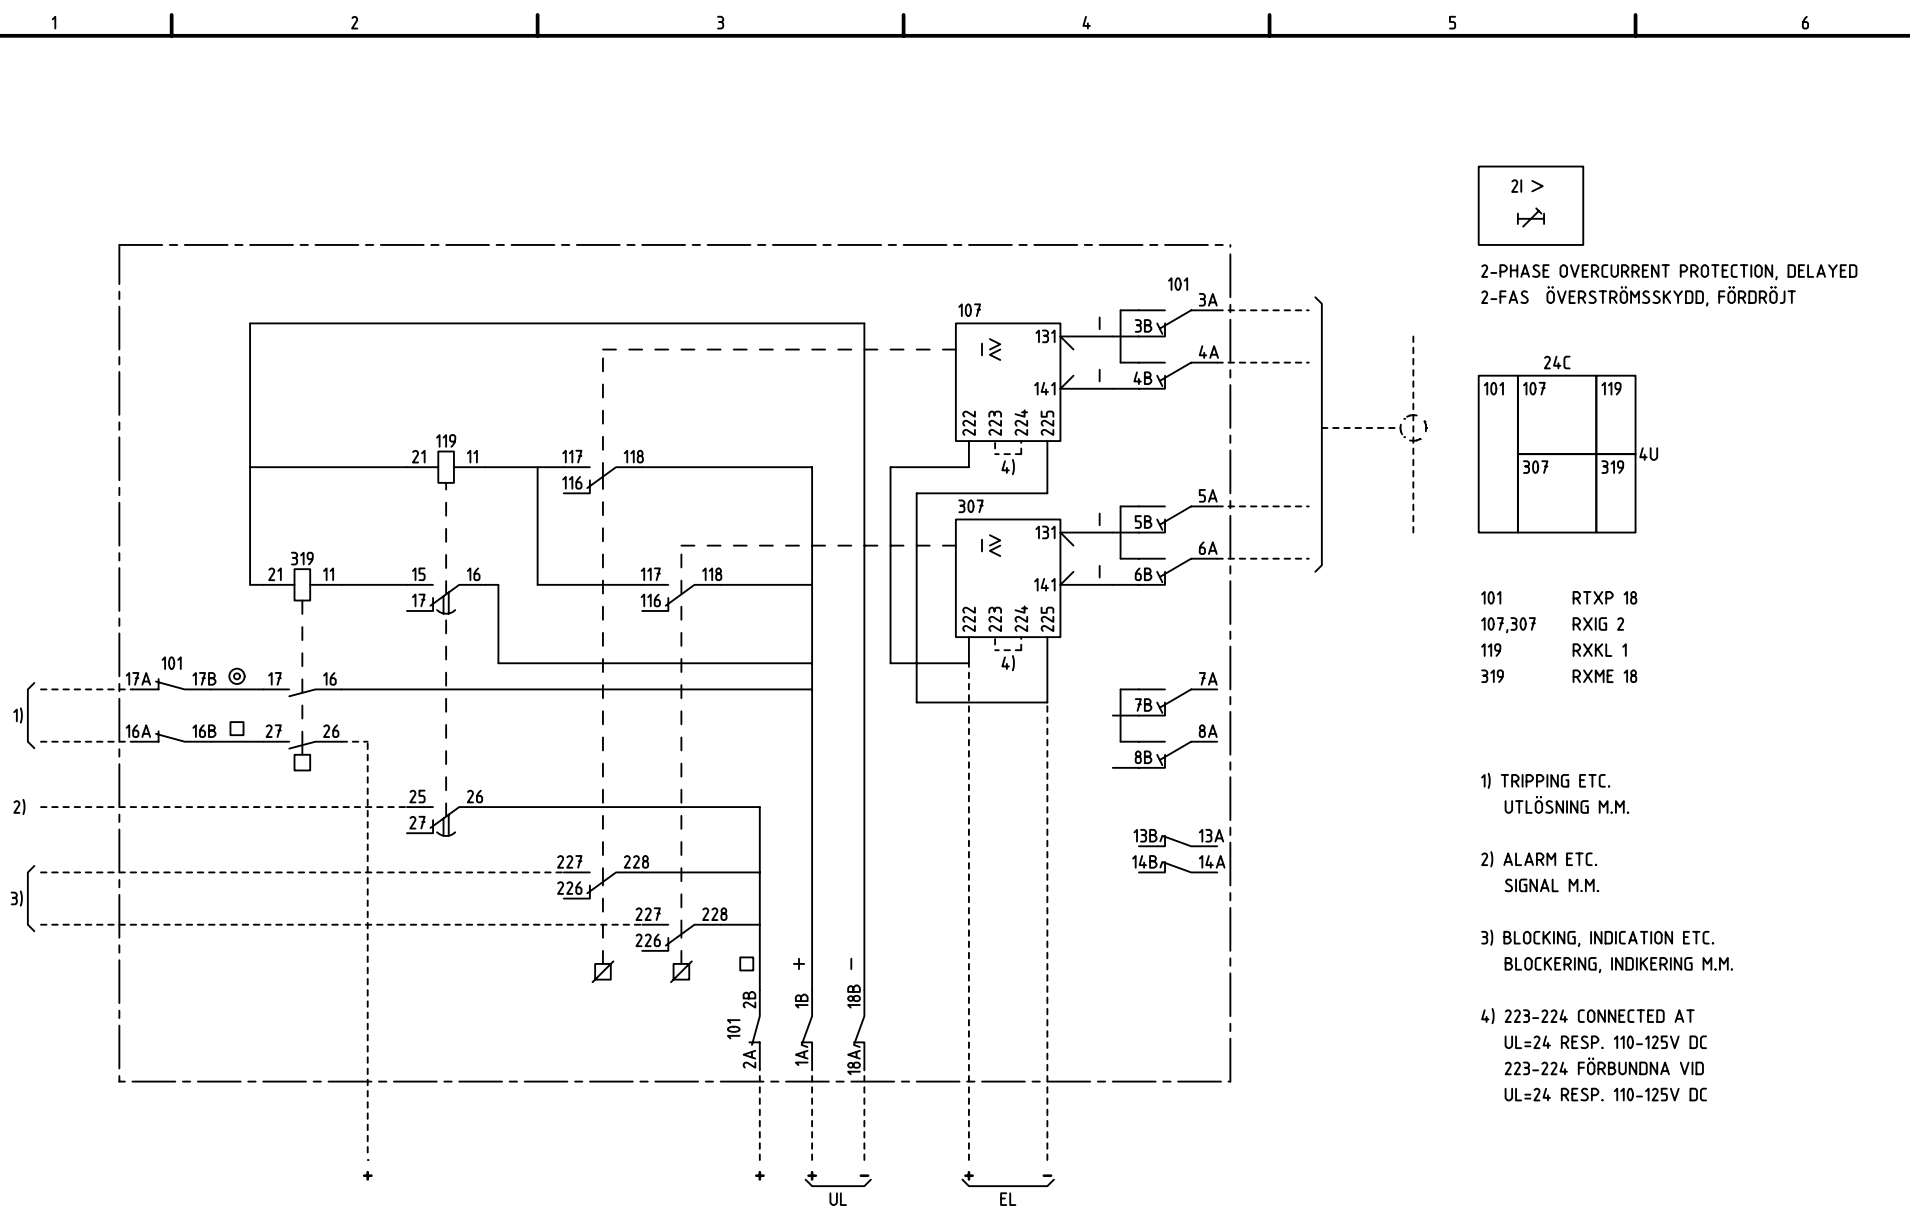 1 2 3 4 5 6
2I >
2-PHASE OVERCURRENT PROTECTION, DELAYED
2-FAS ÖVERSTRÖMSSKYDD, FÖRDRÖJT
101
3A
107
131 I 3B
I
4A
141 I 4B
222 223 224 225
4)
24C
101 107 119
4U
307 319
119
21 11 117 118
116
5A
307
131 I 5B
I
6A
141 I 6B
222 223 224 225
4)
319
21 11 15 16 117 118
17 116
101 RTXP 18
107,307 RXIG 2
119 RXKL 1
319 RXME 18
101
17A 17B 17 16
1)
16A 16B 27 26
7A
7B
8A
8B
2) 25 26
27
13B 13A
14B 14A
227 228
226
3)
227 228
226
+ -
2B 1B 18B
101
2A 1A 18A
1) TRIPPING ETC.
UTLÖSNING M.M.
2) ALARM ETC.
SIGNAL M.M.
3) BLOCKING, INDICATION ETC.
BLOCKERING, INDIKERING M.M.
4) 223-224 CONNECTED AT
UL=24 RESP. 110-125V DC
223-224 FÖRBUNDNA VID
UL=24 RESP. 110-125V DC
+ + + - + -
UL EL